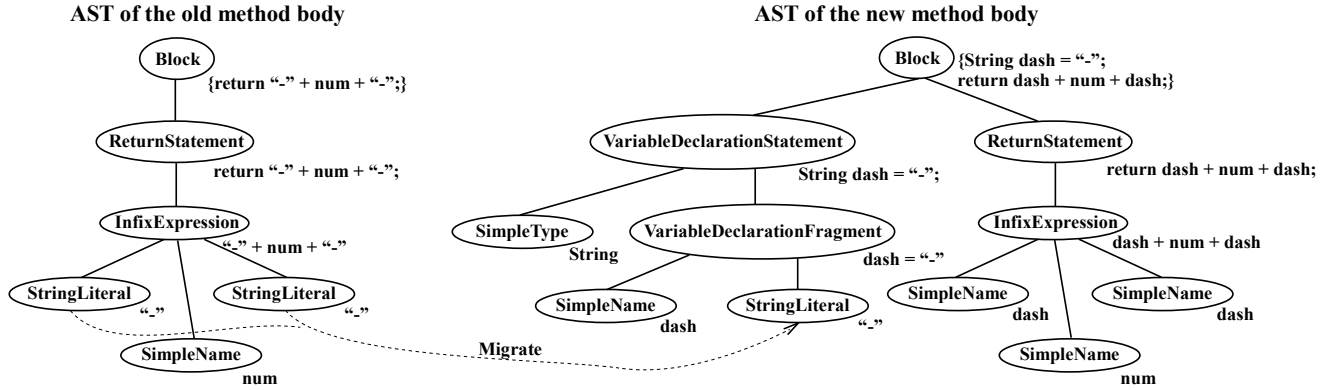 AST of the old method body
Block
{return “-” + num + “-”;}
ReturnStatement
return “-” + num + “-”;
InfixExpression
“-” + num + “-”
StringLiteral
“-”
StringLiteral
“-”
SimpleName
num
Migrate
AST of the new method body
Block
{String dash = “-”;
return dash + num + dash;}
VariableDeclarationStatement
String dash = “-”;
ReturnStatement
return dash + num + dash;
SimpleType
String
VariableDeclarationFragment
dash = “-”
InfixExpression
dash + num + dash
SimpleName
dash
StringLiteral
“-”
SimpleName
dash
SimpleName
dash
SimpleName
num